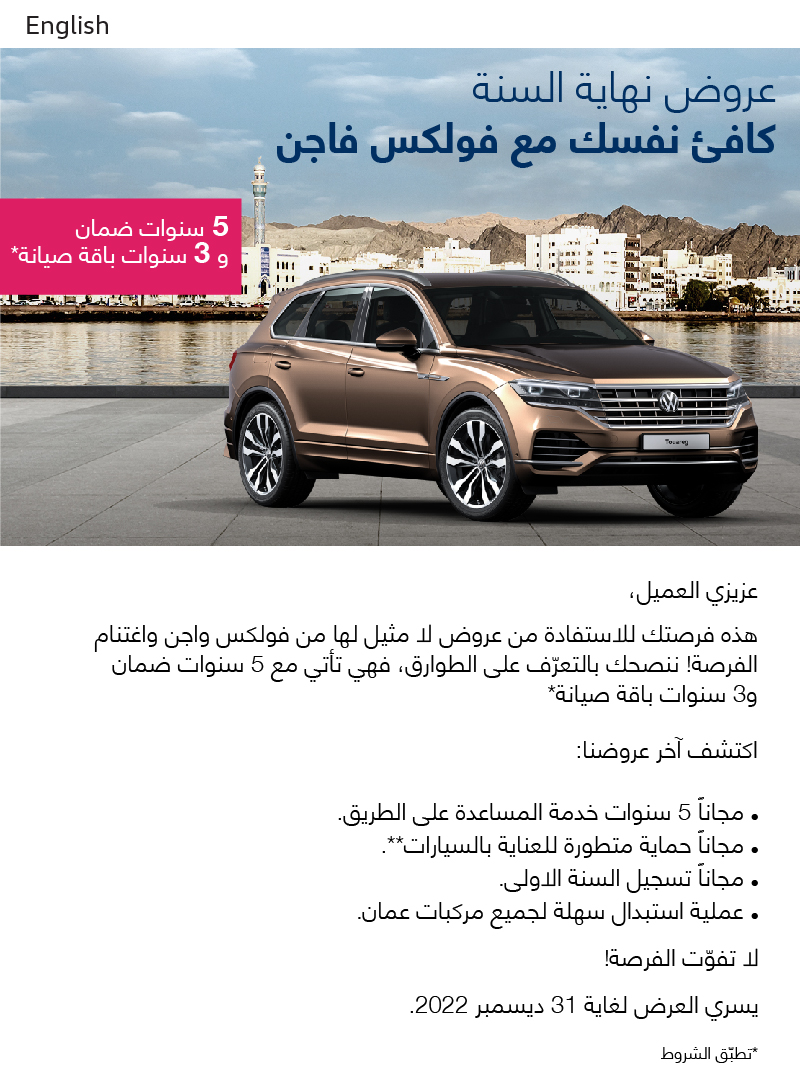 English
عروض نهاية السنة
كافئ نفسك مع فولكس فاجن
5 سنوات ضمان
و 3 سنوات باقة صيانة*
Touareg
عزيزي العميل،
هذه فرصتك للاستفادة من عروض لا مثيل لها من فولكس واجن واغتنام
الفرصة! ننصحك بالتعرّف على الطوارق، فهي تأتي مع 5 سنوات ضمان
و3 سنوات باقة صيانة*
اكتشف آخر عروضنا:
• مجاناً 5 سنوات خدمة المساعدة على الطريق.
• مجاناً حماية متطورة للعناية بالسيارات**.
• مجاناً تسجيل السنة الاولى.
• عملية استبدال سهلة لجميع مركبات عمان.
لا تفوّت الفرصة!
يسري العرض لغاية 31 ديسمبر 2022.
*تطبّق الشروط